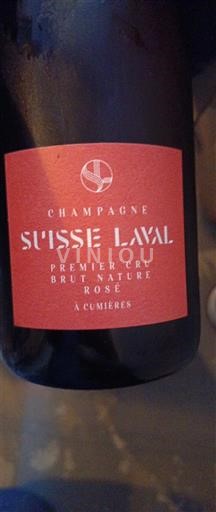 CHAMPAGNE
SUISSE LAVAL
VINIOU
PREMIER CRU
BRUT NATURE
ROSÉ
À CUMIÈRES